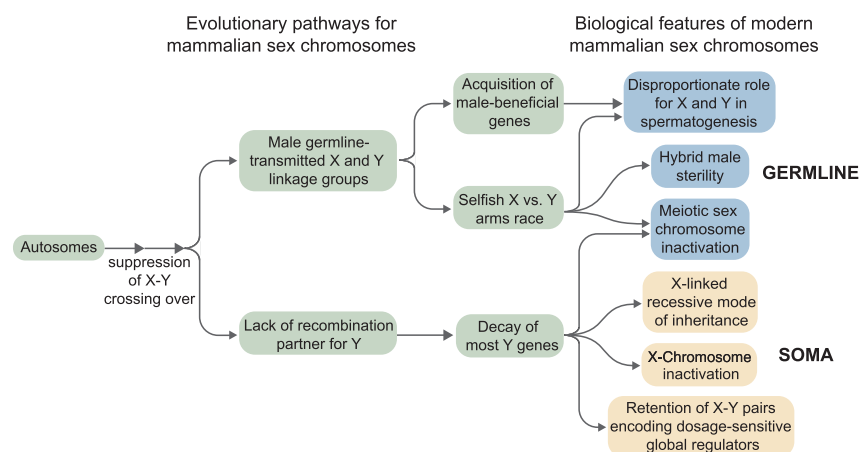 Evolutionary pathways for
mammalian sex chromosomes
Biological features of modern
mammalian sex chromosomes
Autosomes
suppression
of X-Y
crossing over
Male germline-
transmitted X and Y
linkage groups
Lack of recombination
partner for Y
Acquisition of
male-beneficial
genes
Selfish X vs. Y
arms race
Decay of
most Y genes
Disproportionate role
for X and Y in
spermatogenesis
Hybrid male
sterility
GERMLINE
Meiotic sex
chromosome
inactivation
X-linked
recessive mode
of inheritance
X-Chromosome
inactivation
SOMA
Retention of X-Y pairs
encoding dosage-sensitive
global regulators